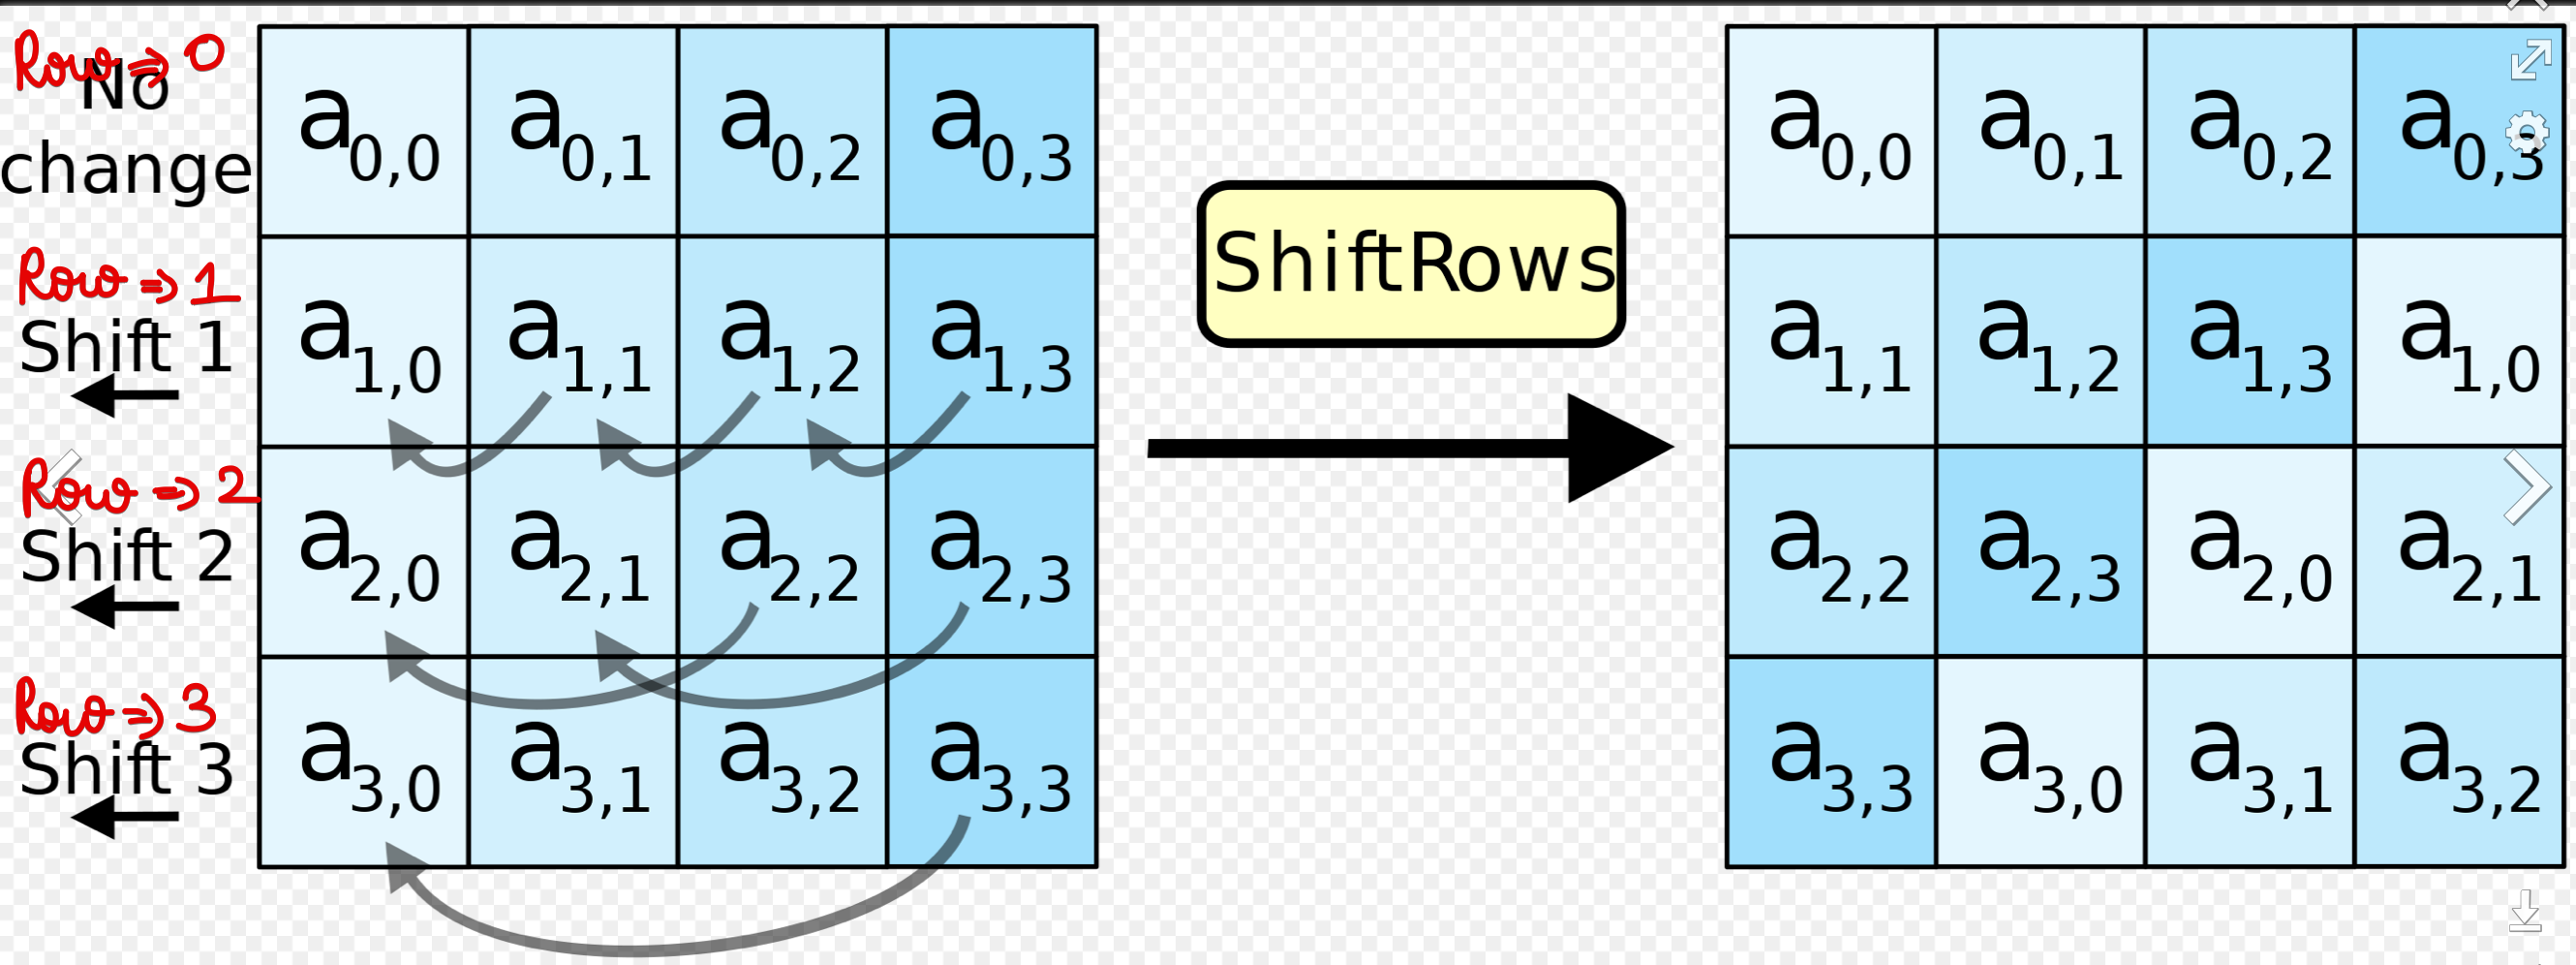 Row => 0
No
change
a0,0 a0,1 a0,2 a0,3
Row => 1
Shift 1
a1,0 a1,1 a1,2 a1,3
Row => 2
Shift 2
a2,0 a2,1 a2,2 a2,3
Row => 3
Shift 3
a3,0 a3,1 a3,2 a3,3
ShiftRows
a0,0 a0,1 a0,2 a0,3
a1,1 a1,2 a1,3 a1,0
a2,2 a2,3 a2,0 a2,1
a3,3 a3,0 a3,1 a3,2